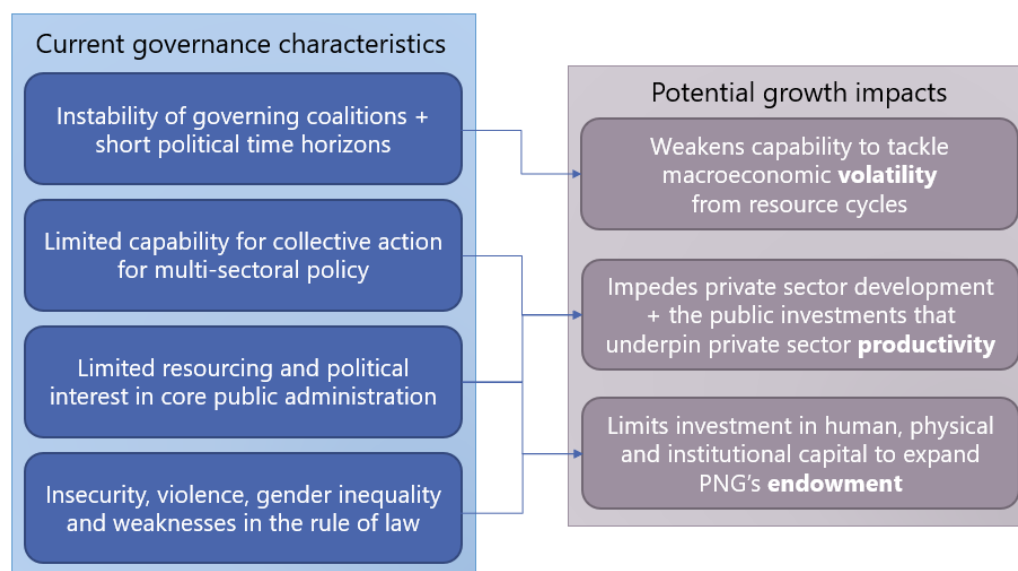 Current governance characteristics
Instability of governing coalitions +
short political time horizons
Limited capability for collective action
for multi-sectoral policy
Limited resourcing and political
interest in core public administration
Insecurity, violence, gender inequality
and weaknesses in the rule of law
Potential growth impacts
Weakens capability to tackle
macroeconomic volatility
from resource cycles
Impedes private sector development
+ the public investments that
underpin private sector productivity
Limits investment in human, physical
and institutional capital to expand
PNG's endowment